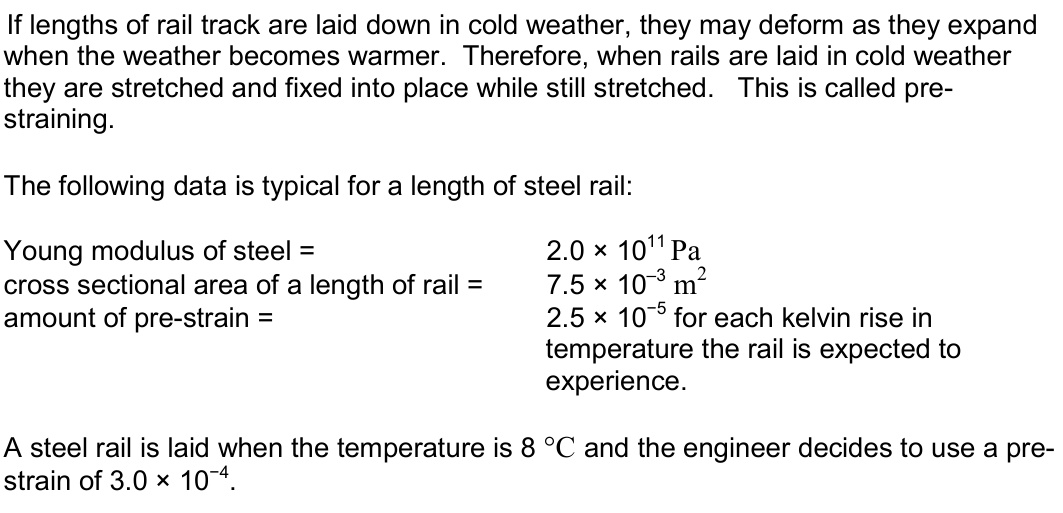 If lengths of rail track are laid down in cold weather, they may deform as they expand
when the weather becomes warmer.  Therefore, when rails are laid in cold weather
they are stretched and fixed into place while still stretched.   This is called pre-
straining.
The following data is typical for a length of steel rail:
Young modulus of steel = 2.0 × 10¹¹ Pa
cross sectional area of a length of rail = 7.5 × 10⁻³ m²
amount of pre-strain = 2.5 × 10⁻⁵ for each kelvin rise in
temperature the rail is expected to
experience.
A steel rail is laid when the temperature is 8 °C and the engineer decides to use a pre-
strain of 3.0 × 10⁻⁴.